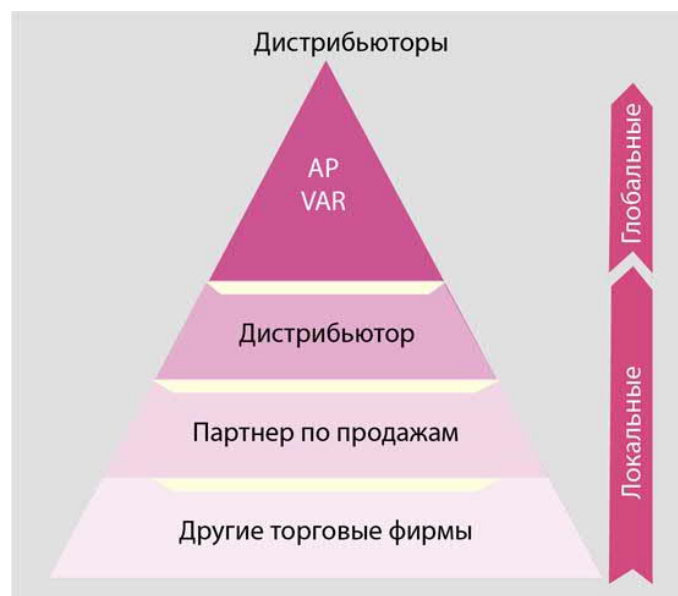 Дистрибьюторы
AP
VAR
Глобальные
Дистрибьютор
Партнер по продажам
Локальные
Другие торговые фирмы